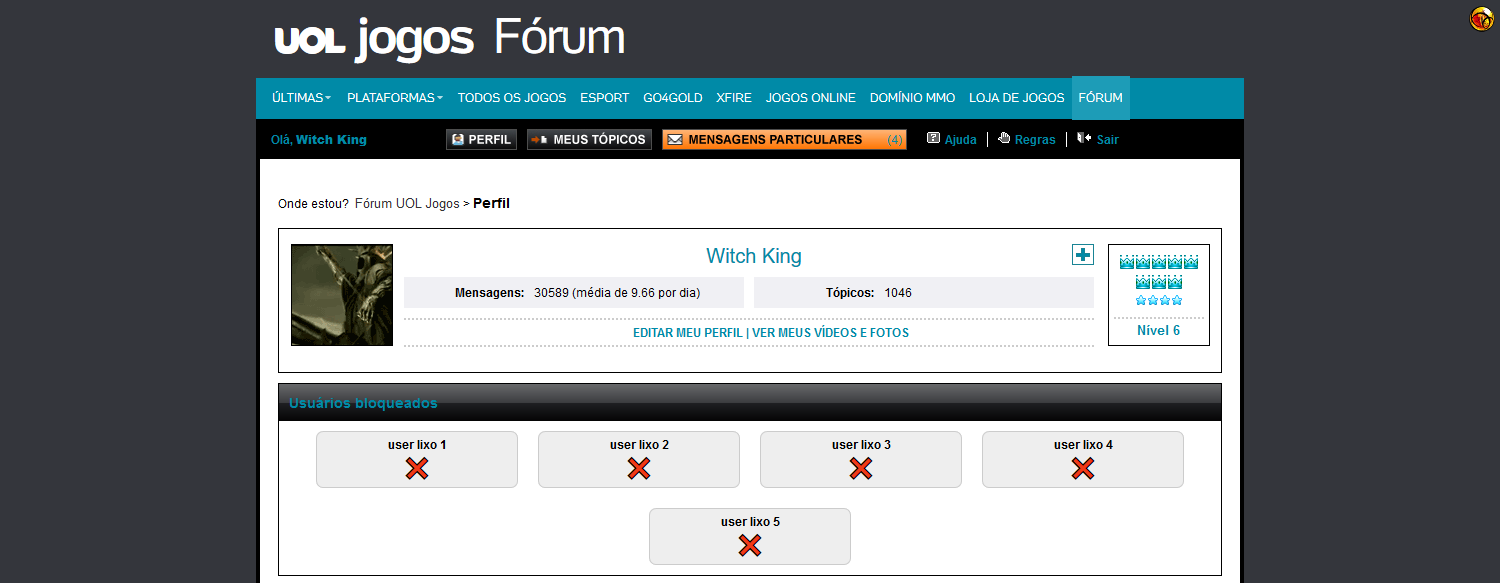 UOL jogos Fórum
ÚLTIMAS PLATAFORMAS TODOS OS JOGOS ESPORT GO4GOLD XFIRE JOGOS ONLINE DOMÍNIO MMO LOJA DE JOGOS FÓRUM
Olá, Witch King PERFIL MEUS TÓPICOS MENSAGENS PARTICULARES (4) Ajuda | Regras | Sair
Onde estou? Fórum UOL Jogos > Perfil
Witch King
Mensagens: 30589 (média de 9.66 por dia) Tópicos: 1046
EDITAR MEU PERFIL | VER MEUS VÍDEOS E FOTOS
Nível 6
Usuários bloqueados
user lixo 1 user lixo 2 user lixo 3 user lixo 4
user lixo 5